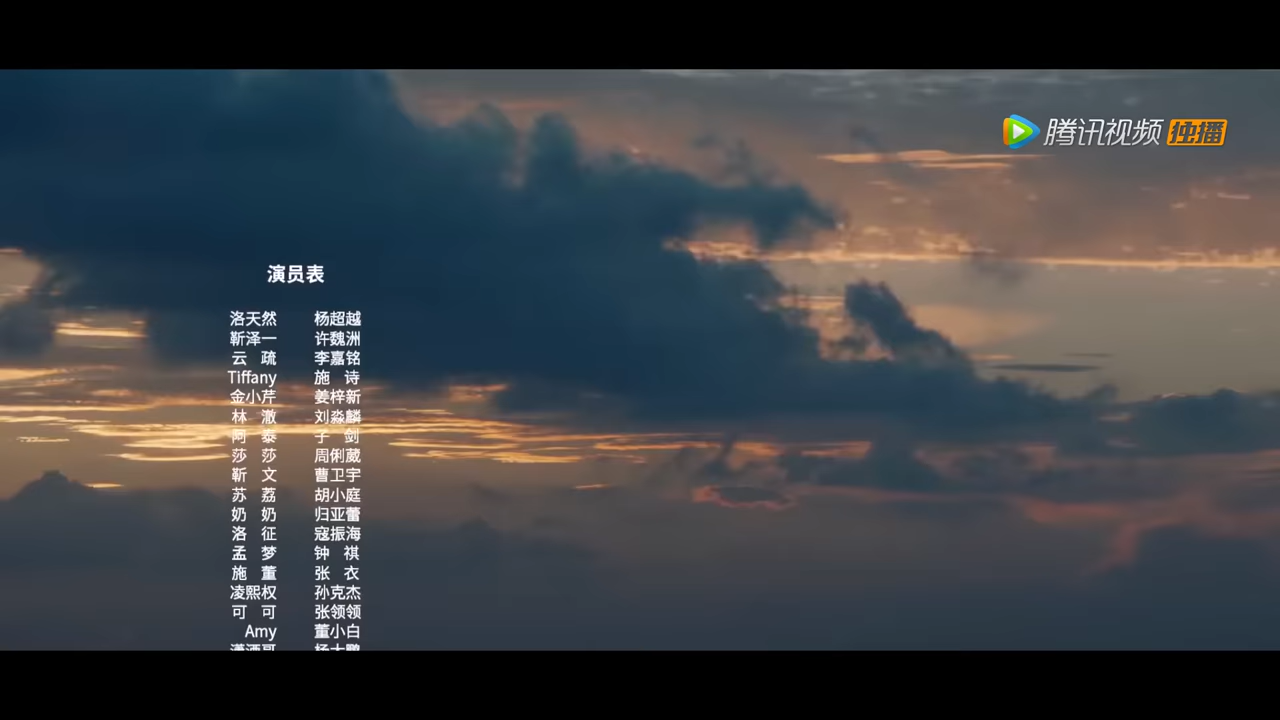 腾讯视频 独播
演员表
洛天然 杨超越
靳泽一 许魏洲
云 疏 李嘉铭
Tiffany 施 诗
金小芹 姜梓新
林 澈 刘淼麟
阿 泰 子 剑
莎 莎 周俐葳
靳 文 曹卫宇
苏 荔 胡小庭
奶 奶 归亚蕾
洛 征 寇振海
孟 梦 钟 祺
施 董 张 衣
凌熙权 孙克杰
可 可 张领领
Amy 董小白